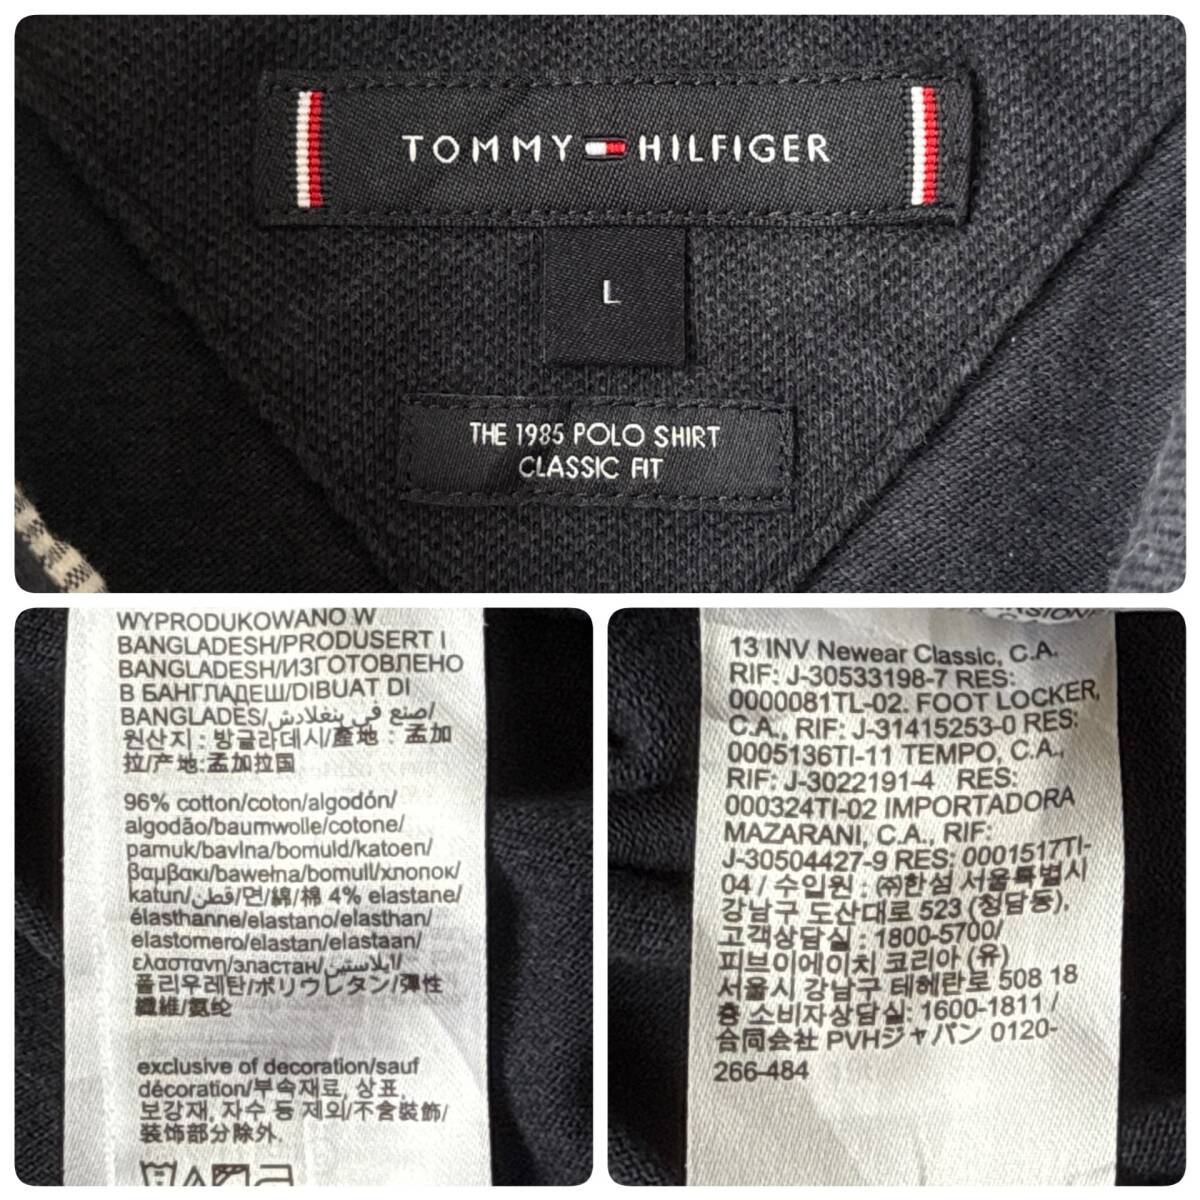 TOMMY HILFIGER
L
THE 1985 POLO SHIRT
CLASSIC FIT
WYPRODUKOWANO W
BANGLADESH/PRODUSERT I
BANGLADESH/ИЗГОТОВЛЕНО
В БАНГЛАДЕШ/DIBUAT DI
BANGLADES/صنع في بنغلادش/
원산지 : 방글라데시/產地 : 孟加
拉/产地:孟加拉国
96% cotton/coton/algodón/
algodão/baumwolle/cotone/
pamuk/bavlna/bomuld/katoen/
βαμβακι/bawełna/bomull/хлопок/
katun/قطن/면/綿/棉 4% elastane/
élasthanne/elastano/elasthan/
elastomero/elastan/elastaan/
ελαστανη/эластан/ايلاستين/
폴리우레탄/ポリウレタン/彈性
纖維/氨纶
exclusive of decoration/sauf
décoration/부속재료, 상표,
보강재, 자수 등 제외/不含裝飾/
装饰部分除外.
13 INV Newear Classic, C.A.
RIF: J-30533198-7 RES:
0000081TL-02. FOOT LOCKER,
C.A., RIF: J-31415253-0 RES:
0005136TI-11 TEMPO, C.A.,
RIF: J-3022191-4 RES:
000324TI-02 IMPORTADORA
MAZARANI, C.A., RIF:
J-30504427-9 RES: 0001517TI-
04 / 수입원 : ㈜한섬 서울특별시
강남구 도산대로 523 (청담동),
고객상담실 : 1800-5700/
피브이에이치 코리아 (유)
서울시 강남구 테헤란로 508 18
층 소비자상담실: 1600-1811 /
合同会社 PVHジャパン 0120-
266-484